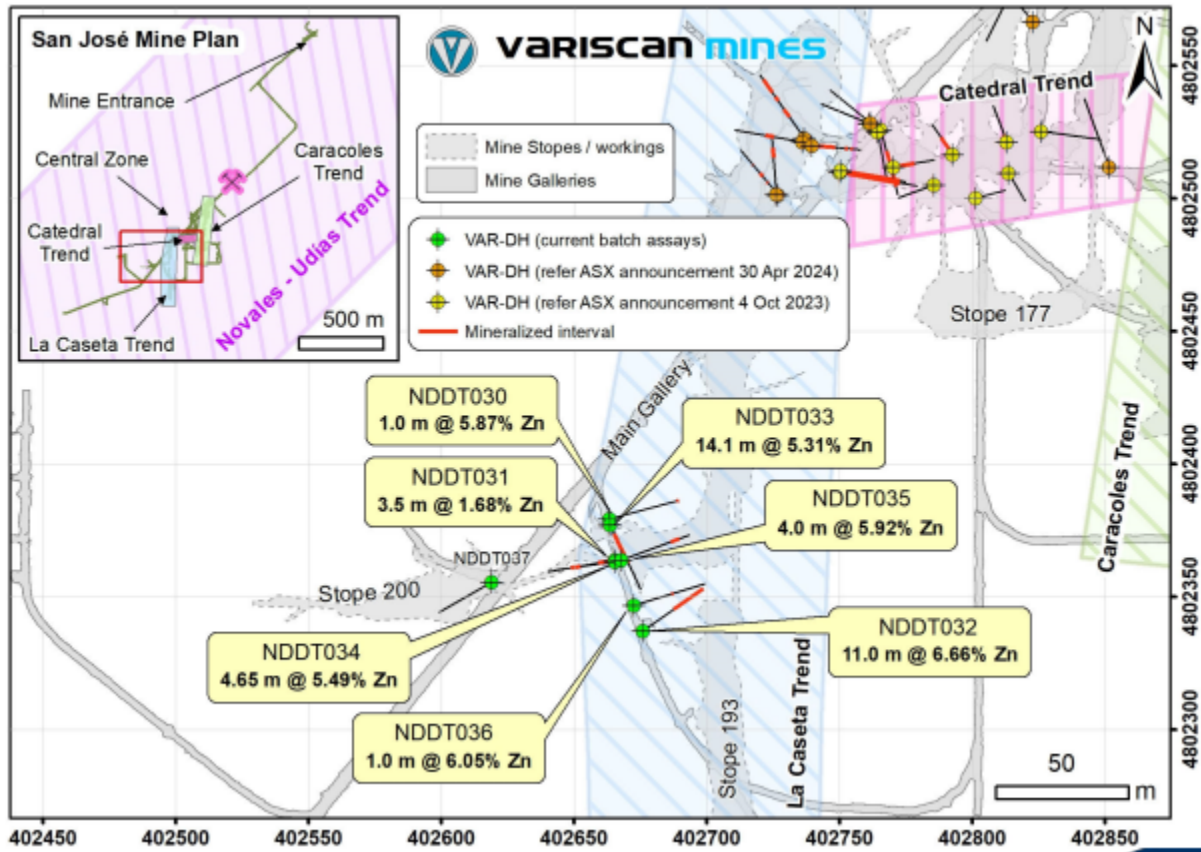 San José Mine Plan
Mine Entrance
Central Zone
Caracoles
Trend
Catedral
Trend
La Caseta Trend
Novales - Udias Trend
500 m
VARISCAN MINES
Mine Stopes / workings
Mine Galleries
VAR-DH (current batch assays)
VAR-DH (refer ASX announcement 30 Apr 2024)
VAR-DH (refer ASX announcement 4 Oct 2023)
Mineralized interval
N
Catedral Trend
Stope 177
Caracoles Trend
Main Gallery
NDDT030
1.0 m @ 5.87% Zn
NDDT033
14.1 m @ 5.31% Zn
NDDT031
3.5 m @ 1.68% Zn
NDDT035
4.0 m @ 5.92% Zn
NDDT037
Stope 200
NDDT034
4.65 m @ 5.49% Zn
NDDT032
11.0 m @ 6.66% Zn
NDDT036
1.0 m @ 6.05% Zn
Stope 193
La Caseta Trend
50
m
4802550
4802500
4802450
4802400
4802350
4802300
402450 402500 402550 402600 402650 402700 402750 402800 402850